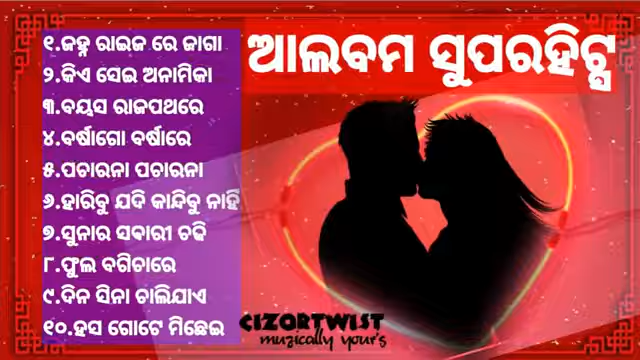 ଆଲବମ ସୁପରହିଟ୍ସ
୧.ଜହ୍ନ ରାଇଜ ରେ ଜାଗା
୨.କିଏ ସେଇ ଅନାମିକା
୩.ବୟସ ରାଜପଥରେ
୪.ବର୍ଷାଗୋ ବର୍ଷାରେ
୫.ପଚାରନା ପଚାରନା
୬.ହାରିବୁ ଯଦି କାନ୍ଦିବୁ ନାହିଁ
୭.ସୁନାର ସବାରୀ ଚଢି
୮.ଫୁଲ ବଗିଚାରେ
୯.ଦିନ ସିନା ଚାଲିଯାଏ
୧୦.ହସ ଗୋଟେ ମିଛେଇ
CIZORTWIST
muzically your's